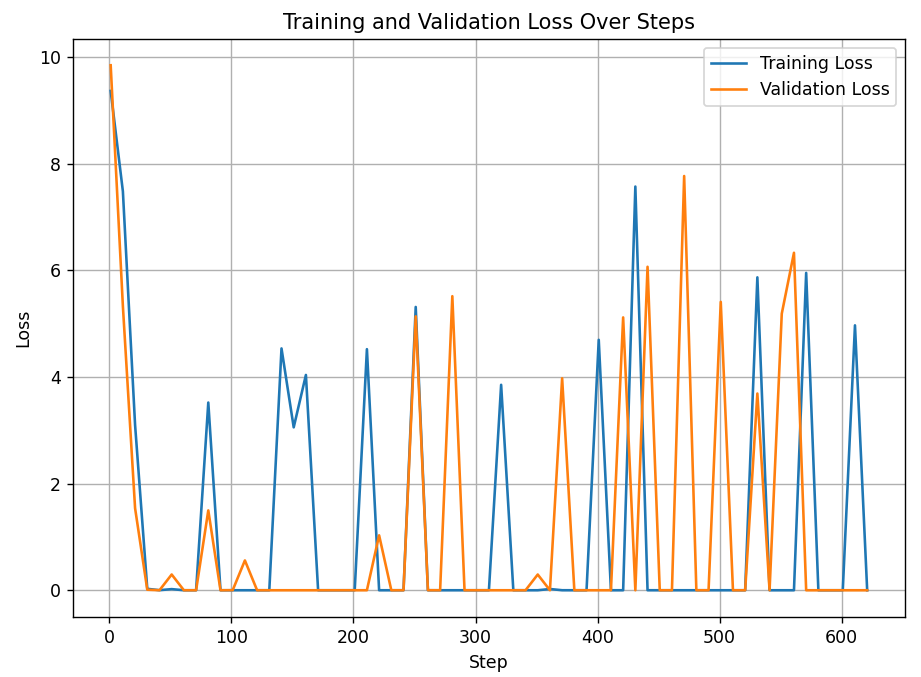 Training and Validation Loss Over Steps
Training Loss
Validation Loss
Loss
10
8
6
4
2
0
0 100 200 300 400 500 600
Step